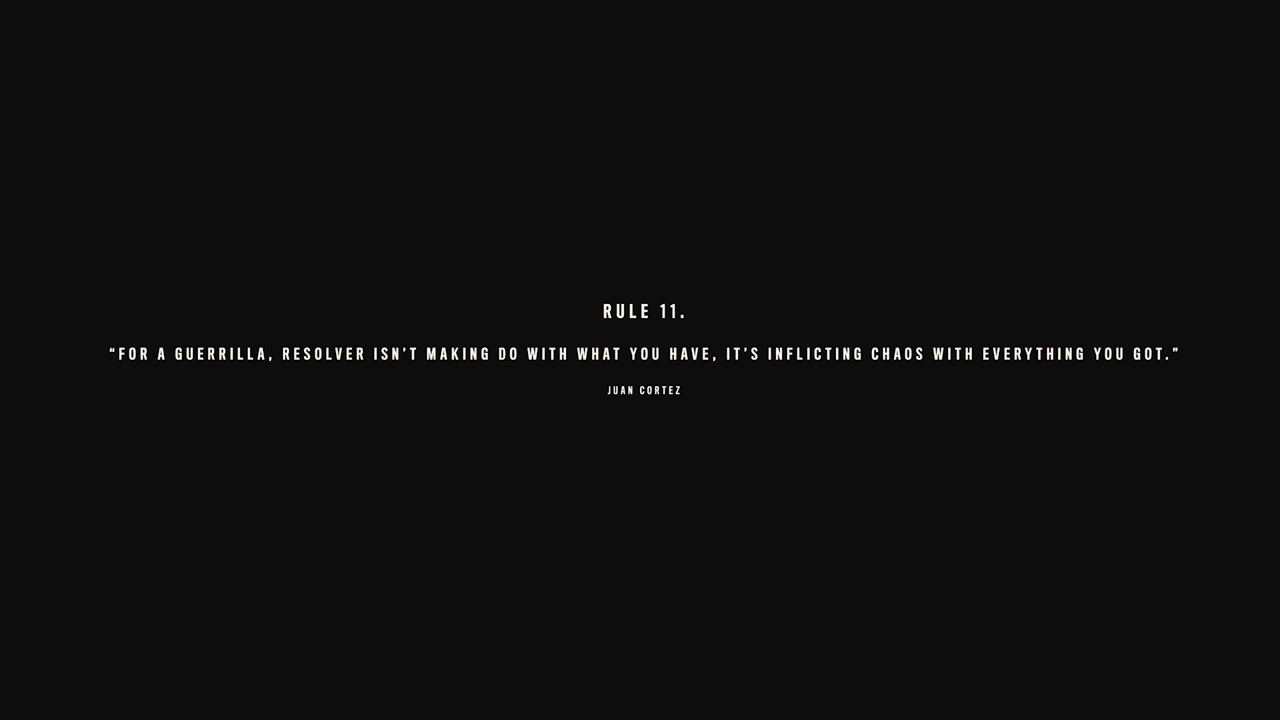 RULE 11.
“FOR A GUERRILLA, RESOLVER ISN’T MAKING DO WITH WHAT YOU HAVE, IT’S INFLICTING CHAOS WITH EVERYTHING YOU GOT.”
JUAN CORTEZ